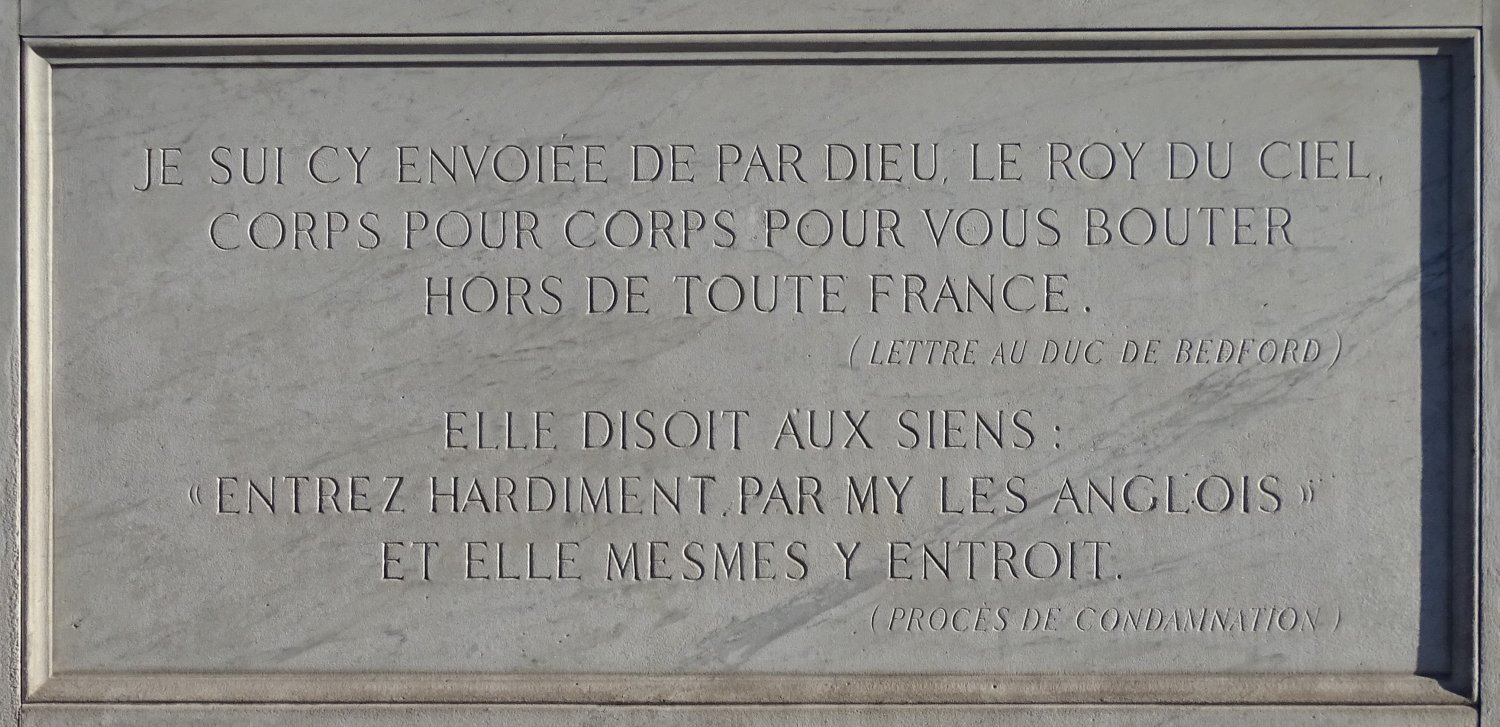 JE SUI CY ENVOIÉE DE PAR DIEU, LE ROY DU CIEL,
CORPS POUR CORPS POUR VOUS BOUTER
HORS DE TOUTE FRANCE.
(LETTRE AU DUC DE BEDFORD)
ELLE DISOIT AUX SIENS :
«ENTREZ HARDIMENT, PAR MY LES ANGLOIS»
ET ELLE MESMES Y ENTROIT.
(PROCÈS DE CONDAMNATION)